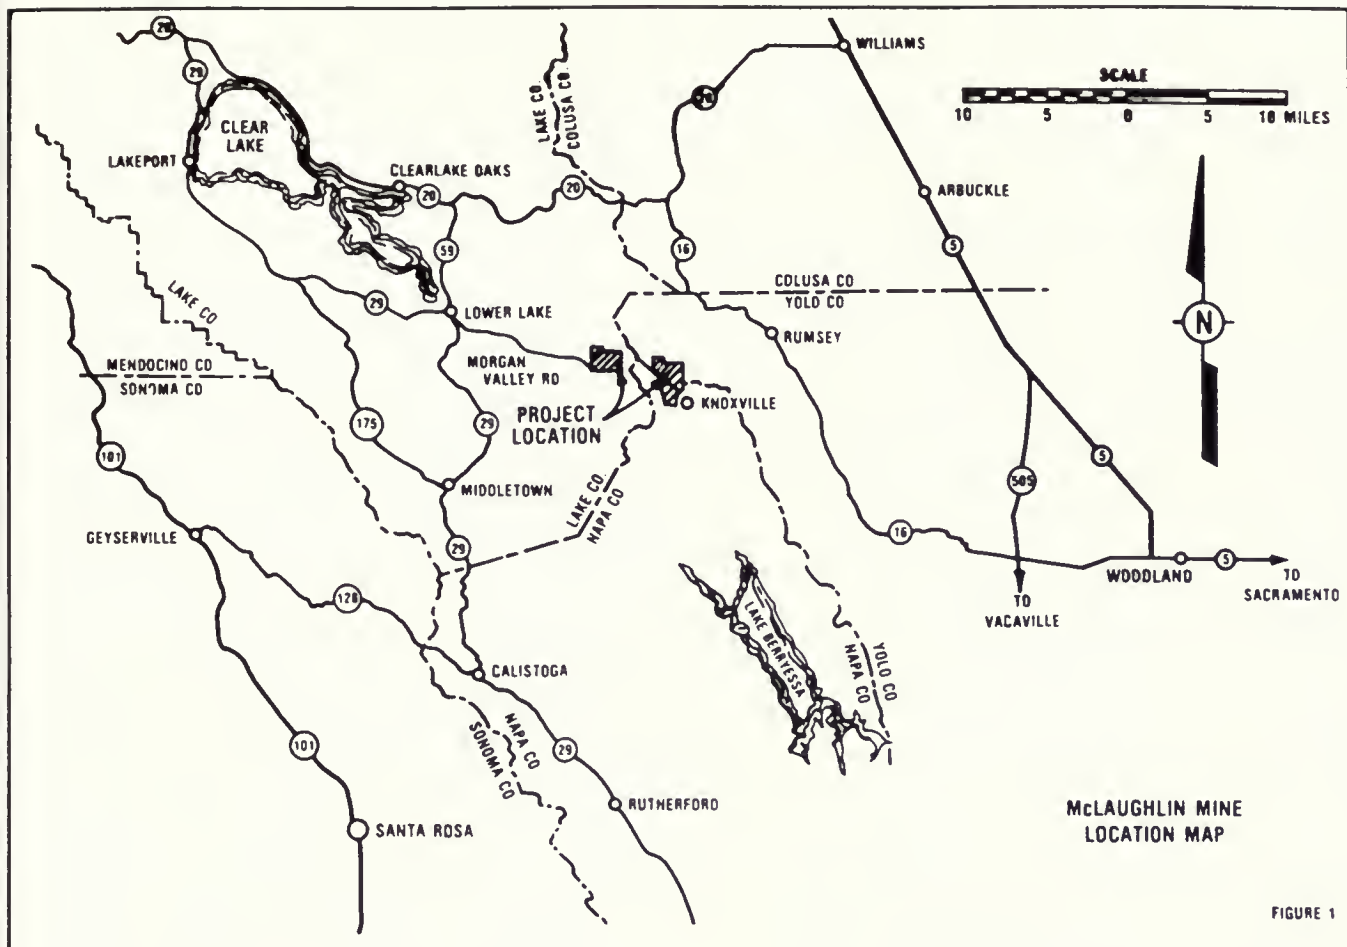 20
29
CLEAR
LAKE
LAKEPORT
CLEARLAKE OAKS
20
59
LAKE CO.
COLUSA CO.
20
20
16
WILLIAMS
SCALE
10 5 0 5 10 MILES
ARBUCKLE
5
N
COLUSA CO
YOLO CO
RUMSEY
29
LOWER LAKE
MORGAN
VALLEY RD
PROJECT
LOCATION
KNOXVILLE
LAKE CO
MENDOCINO CO
SONOMA CO
175
29
101
MIDDLETOWN
GEYSERVILLE
29
LAKE CO.
NAPA CO
128
CALISTOGA
505
5
16
WOODLAND
5
TO
SACRAMENTO
TO
VACAVILLE
LAKE BERRYESSA
YOLO CO
NAPA CO
NAPA CO
SONOMA CO
101
29
RUTHERFORD
SANTA ROSA
McLAUGHLIN MINE
LOCATION MAP
FIGURE 1